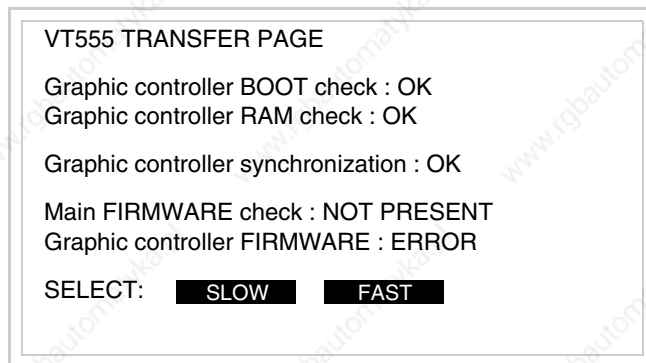 VT555 TRANSFER PAGE
Graphic controller BOOT check : OK
Graphic controller RAM check : OK
Graphic controller synchronization : OK
Main FIRMWARE check : NOT PRESENT
Graphic controller FIRMWARE : ERROR
SELECT: SLOW FAST